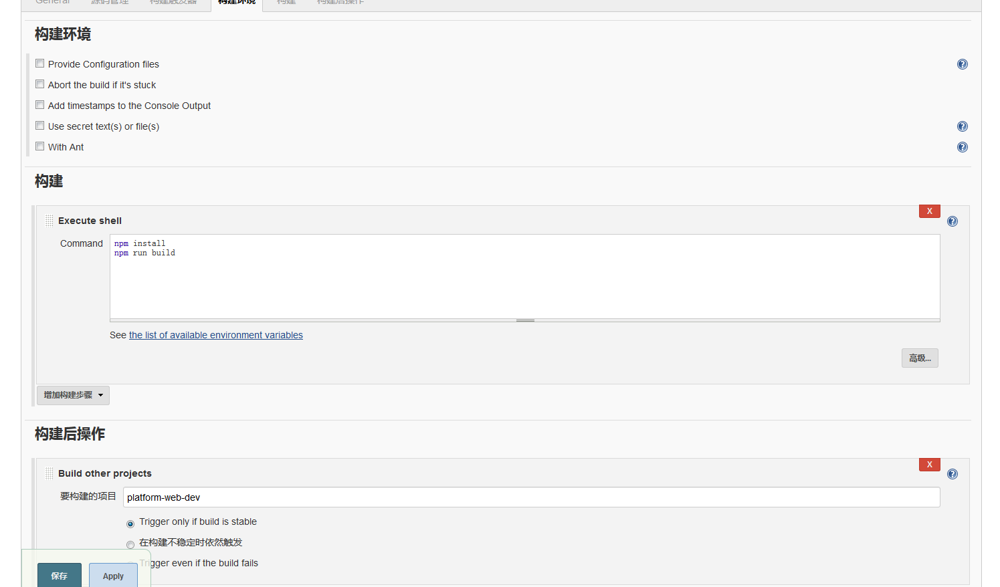 General 源码管理 构建触发器 构建环境 构建 构建后操作
构建环境
Provide Configuration files
Abort the build if it's stuck
Add timestamps to the Console Output
Use secret text(s) or file(s)
With Ant
构建
X
Execute shell
Command
npm install
npm run build
See the list of available environment variables
高级...
增加构建步骤
构建后操作
X
Build other projects
要构建的项目 platform-web-dev
Trigger only if build is stable
在构建不稳定时依然触发
Trigger even if the build fails
保存 Apply